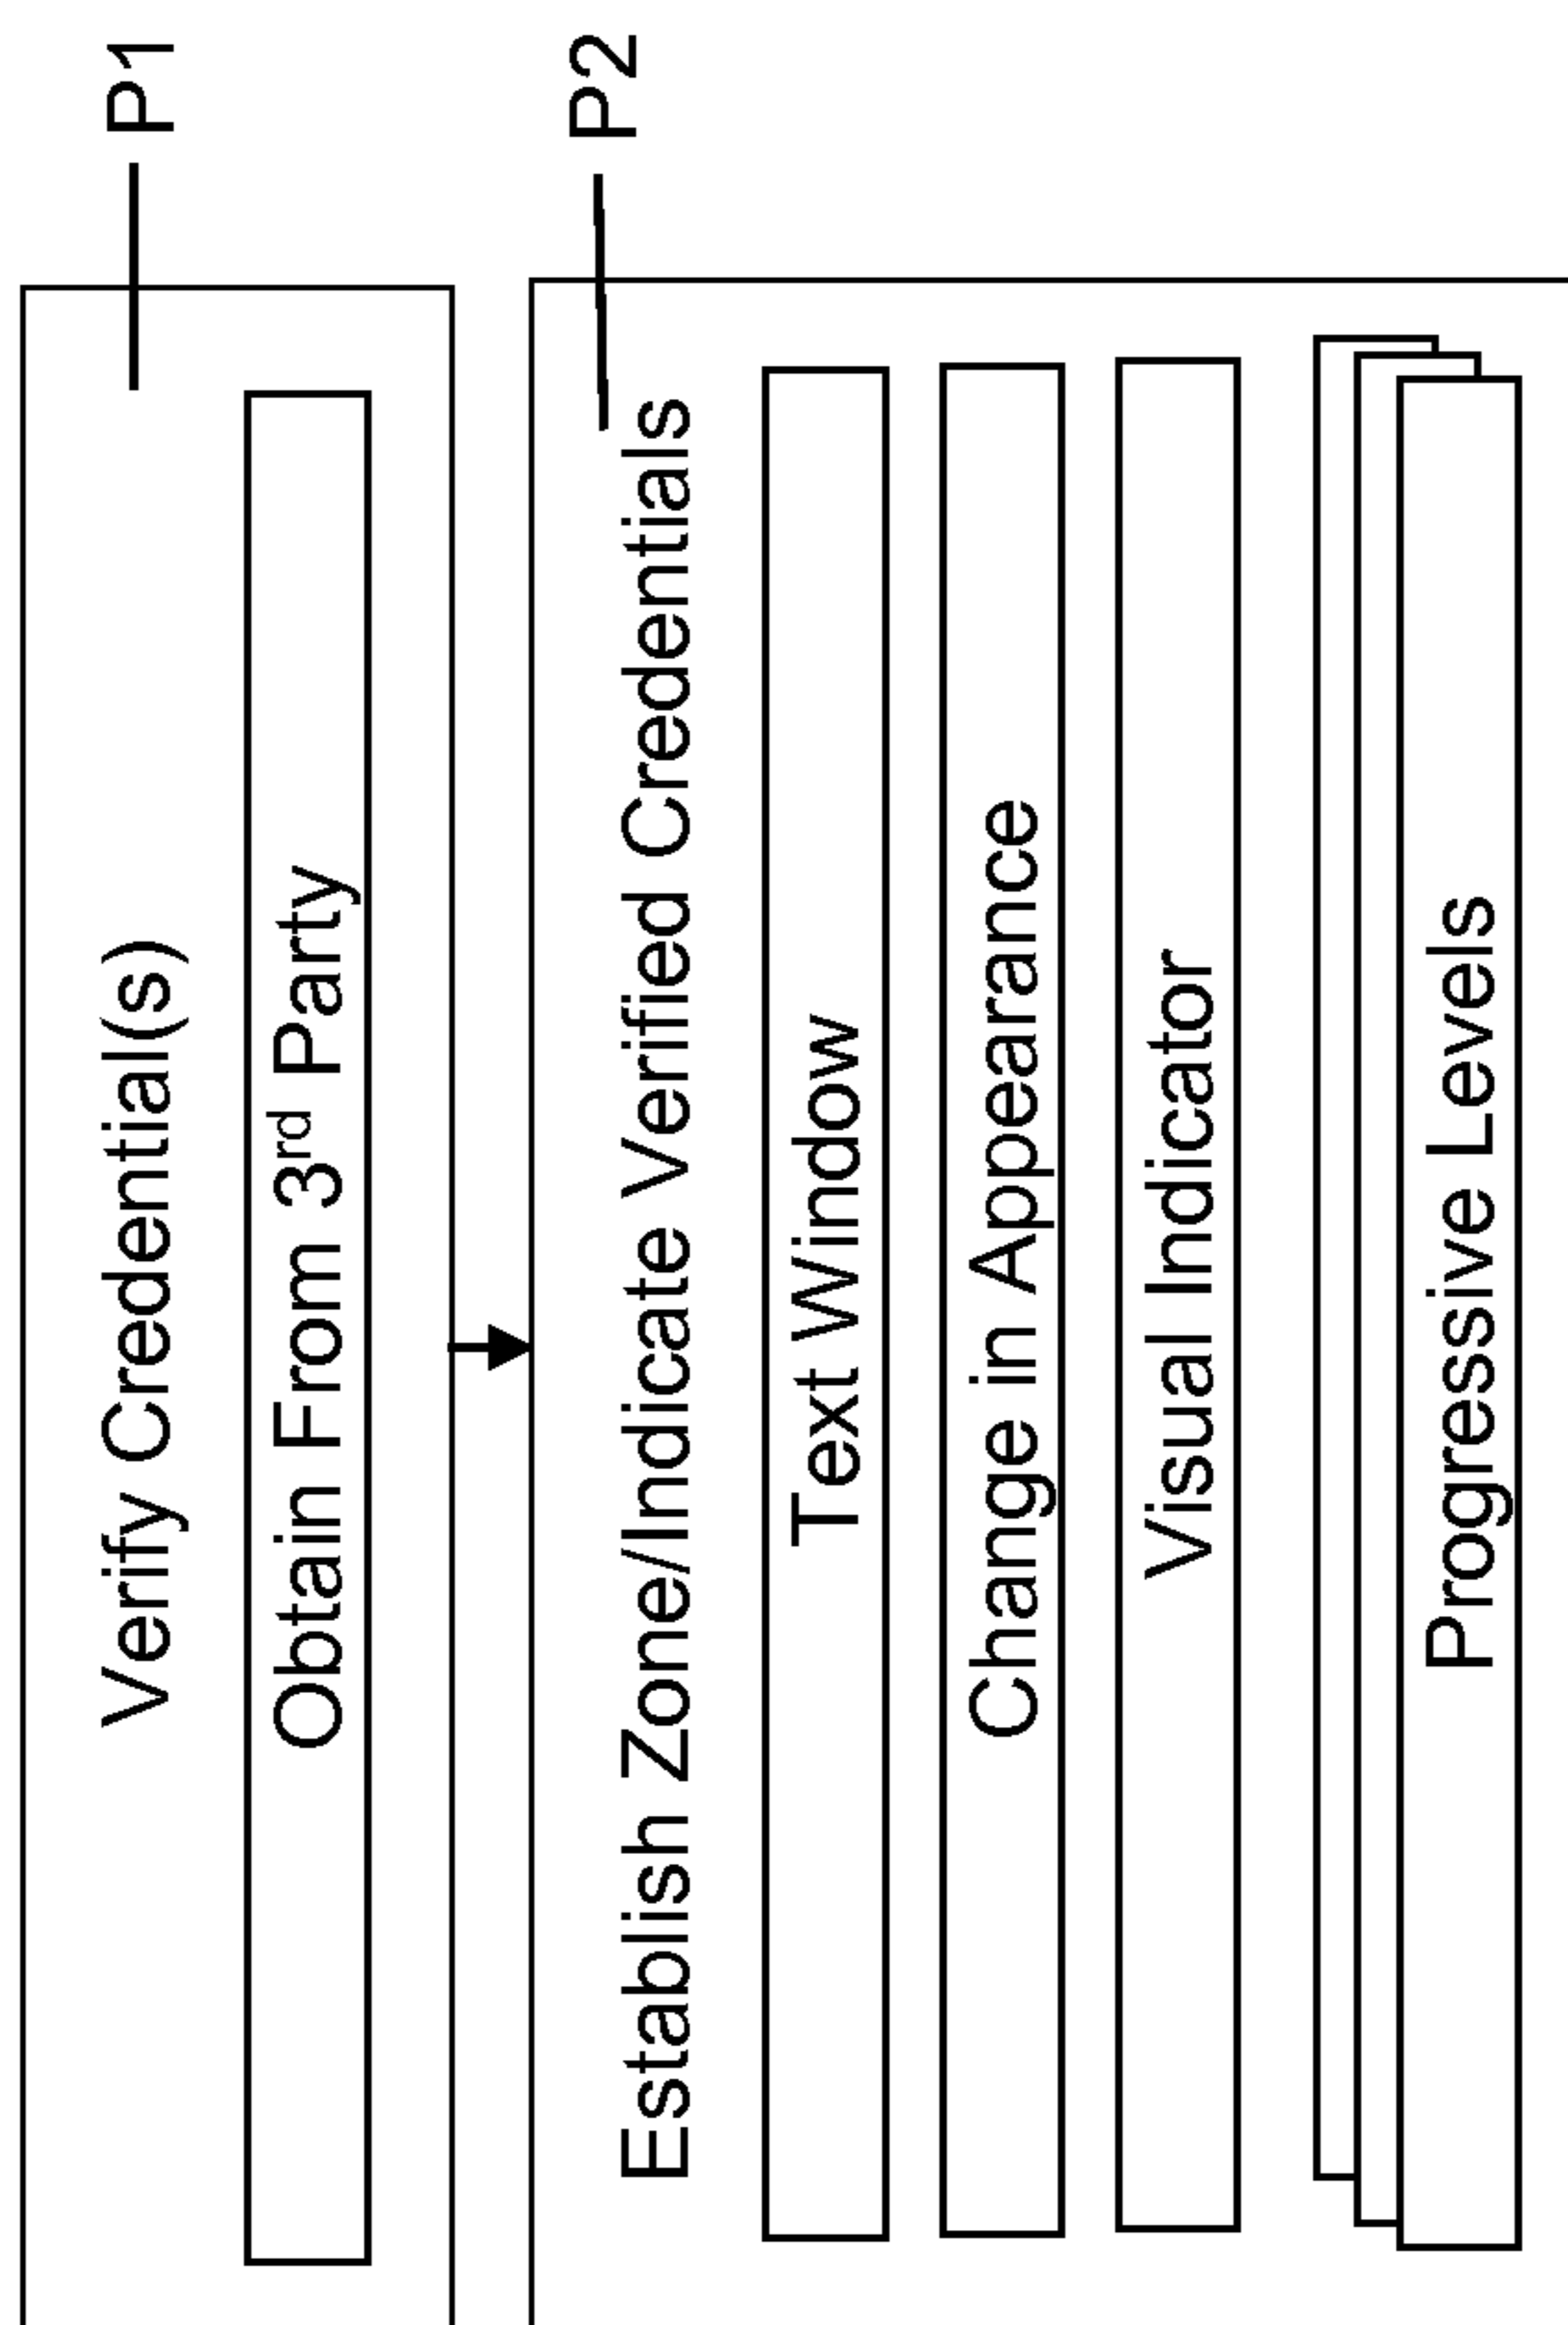 Verify Credential(s)
P1
Obtain From 3rd Party
Establish Zone/Indicate Verified Credentials
P2
Text Window
Change in Appearance
Visual Indicator
Progressive Levels